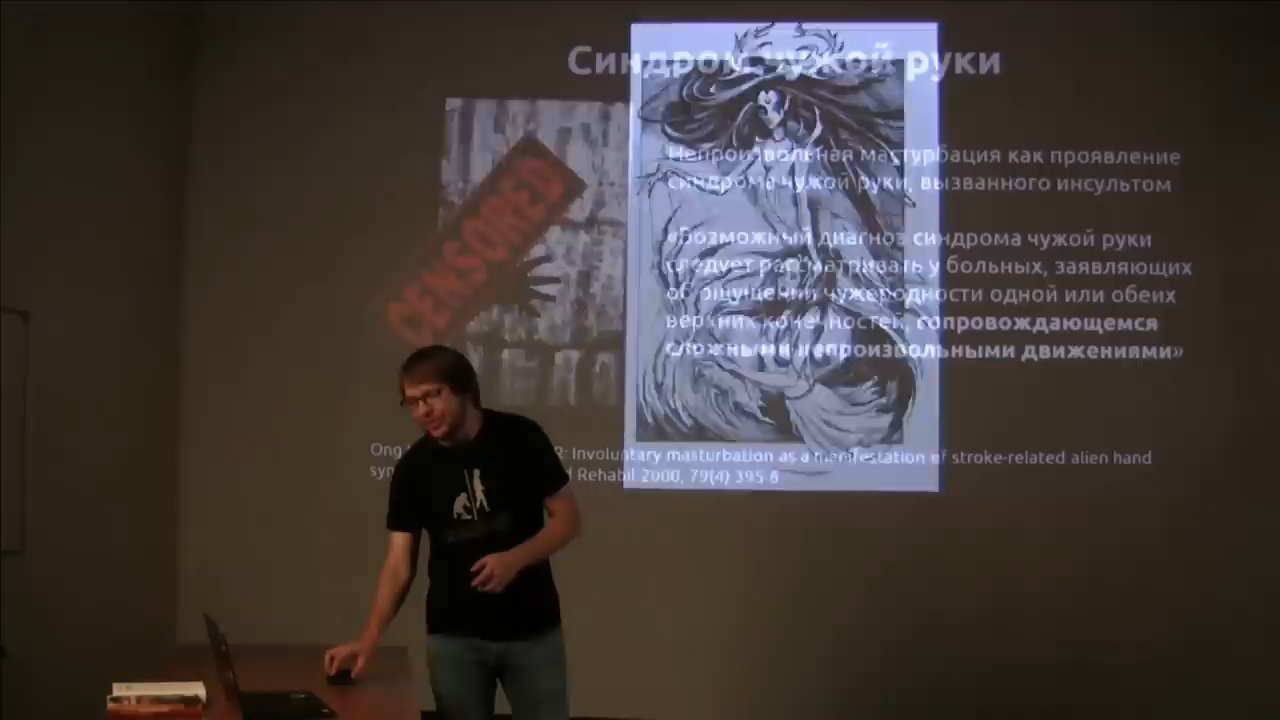 Синдром чужой руки
CENSORED
Непроизвольная мастурбация как проявление
синдрома чужой руки, вызванного инсультом
«Возможный диагноз синдрома чужой руки
следует рассматривать у больных, заявляющих
об ощущении чужеродности одной или обеих
верхних конечностей, сопровождающемся
сложными непроизвольными движениями»
Ong Involuntary masturbation as a manifestation of stroke-related alien hand
Rehabil 2000, 79(4) 395-8